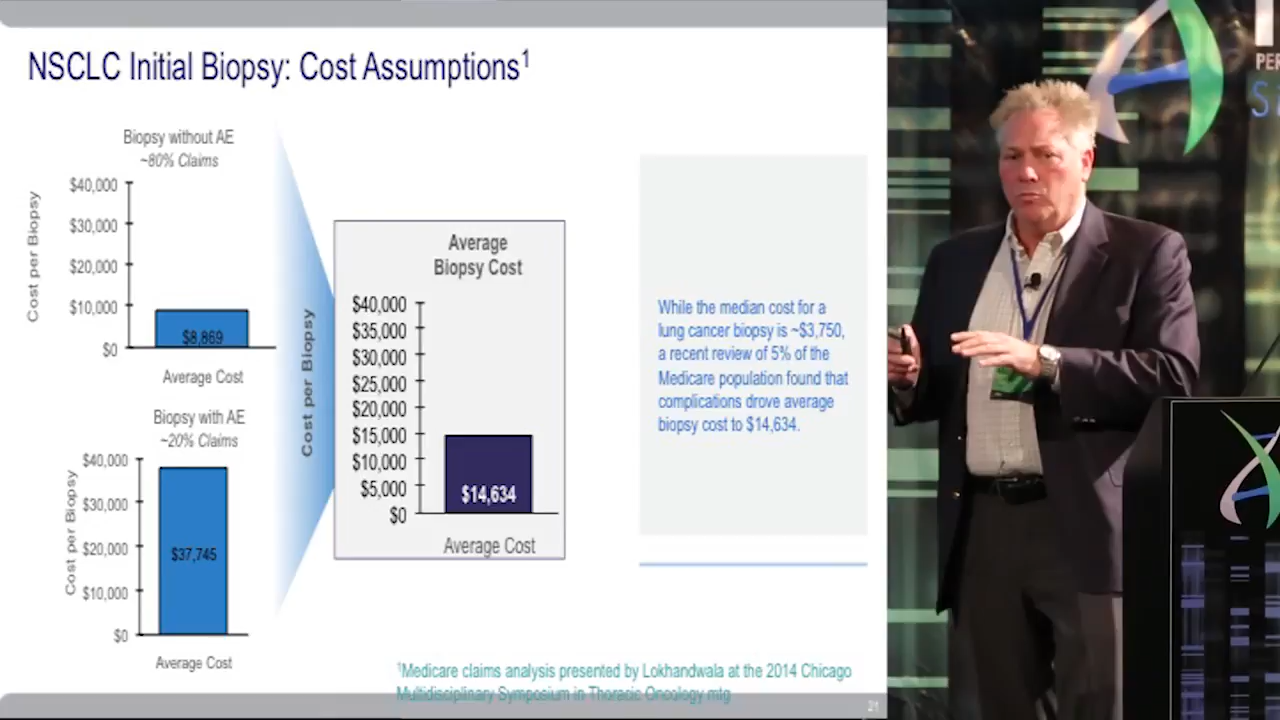 NSCLC Initial Biopsy: Cost Assumptions1
Biopsy without AE
~80% Claims
Cost per Biopsy
$40,000
$30,000
$20,000
$10,000
$0
$8,869
Average Cost
Biopsy with AE
~20% Claims
Cost per Biopsy
$40,000
$30,000
$20,000
$10,000
$0
$37,745
Average Cost
Cost per Biopsy
Average
Biopsy Cost
$40,000
$35,000
$30,000
$25,000
$20,000
$15,000
$10,000
$5,000
$0
$14,634
Average Cost
While the median cost for a
lung cancer biopsy is ~$3,750,
a recent review of 5% of the
Medicare population found that
complications drove average
biopsy cost to $14,634.
1Medicare claims analysis presented by Lokhandwala at the 2014 Chicago
Multidisciplinary Symposium in Thoracic Oncology mtg
21